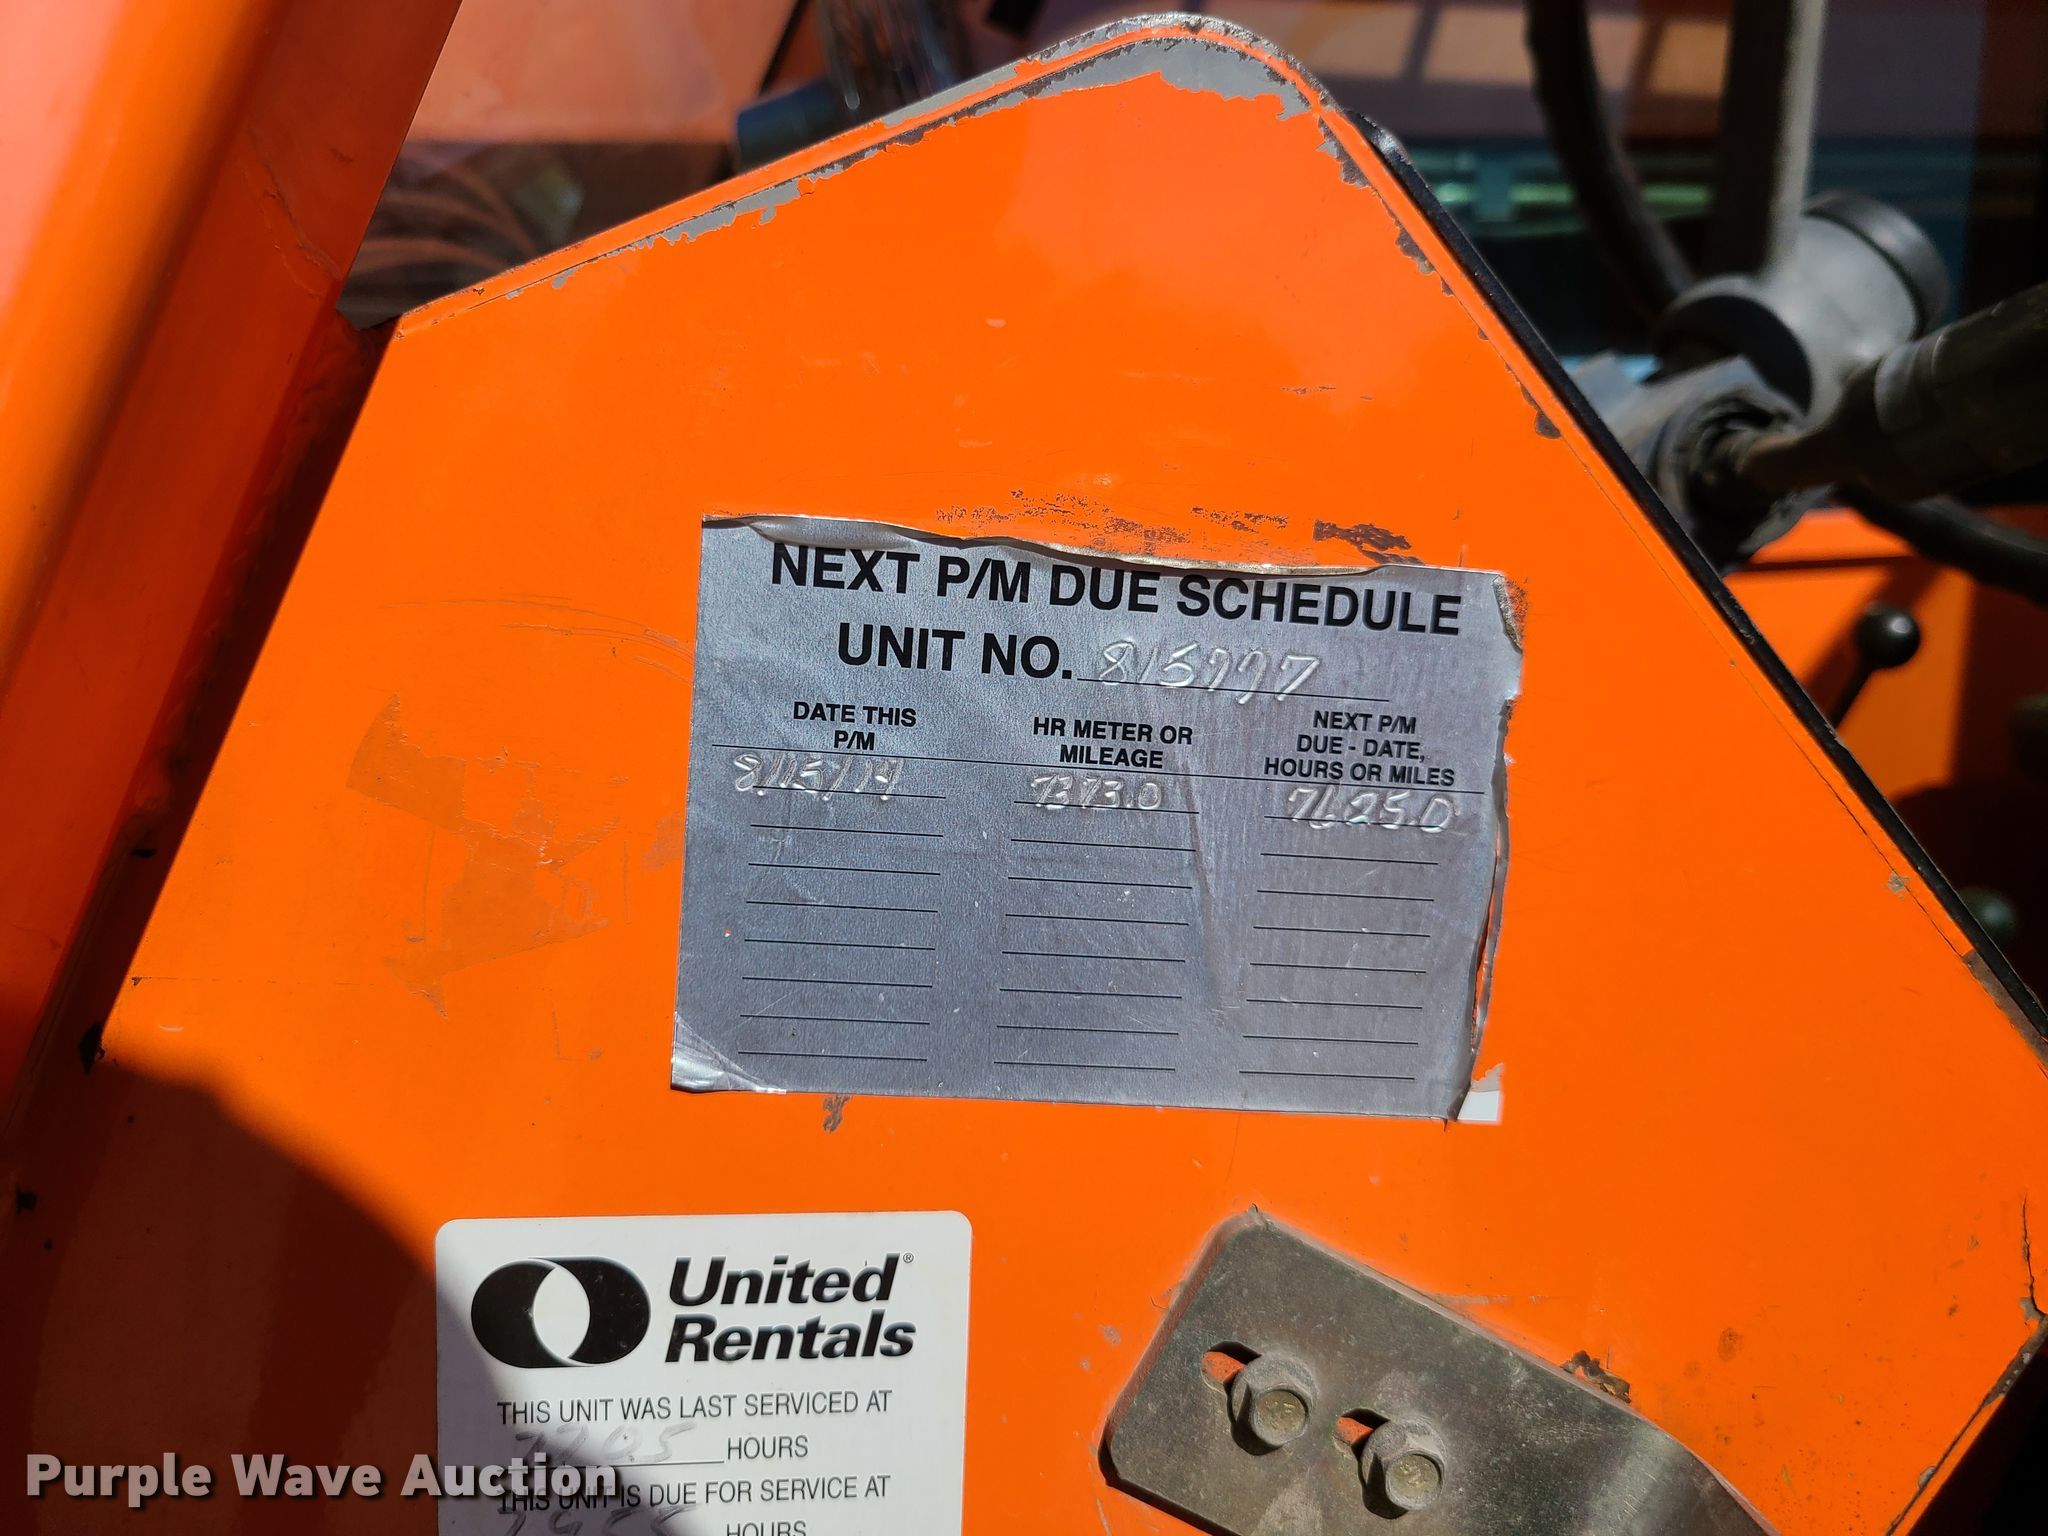 NEXT P/M DUE SCHEDULE
UNIT NO. 815777
DATE THIS
P/M
HR METER OR
MILEAGE
NEXT P/M
DUE - DATE,
HOURS OR MILES
8/15/14 7373.0 7625.0
United®
Rentals
THIS UNIT WAS LAST SERVICED AT
HOURS
THIS UNIT IS DUE FOR SERVICE AT
HOURS
Purple Wave Auction